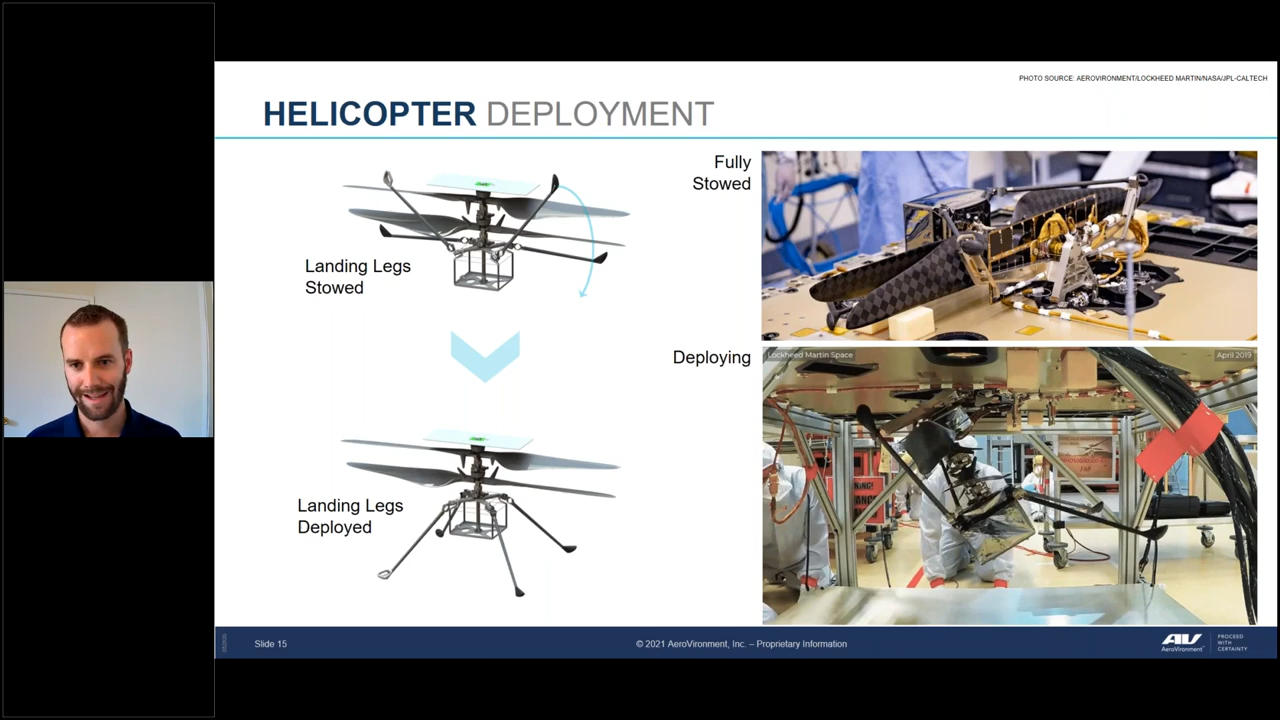 PHOTO SOURCE: AEROVIRONMENT/LOCKHEED MARTIN/NASA/JPL-CALTECH
HELICOPTER DEPLOYMENT
Landing Legs
Stowed
Landing Legs
Deployed
Fully
Stowed
Deploying
Lockheed Martin Space
April 2019
Slide 15
© 2021 AeroVironment, Inc. – Proprietary Information
AV
AeroVironment™
PROCEED
WITH
CERTAINTY